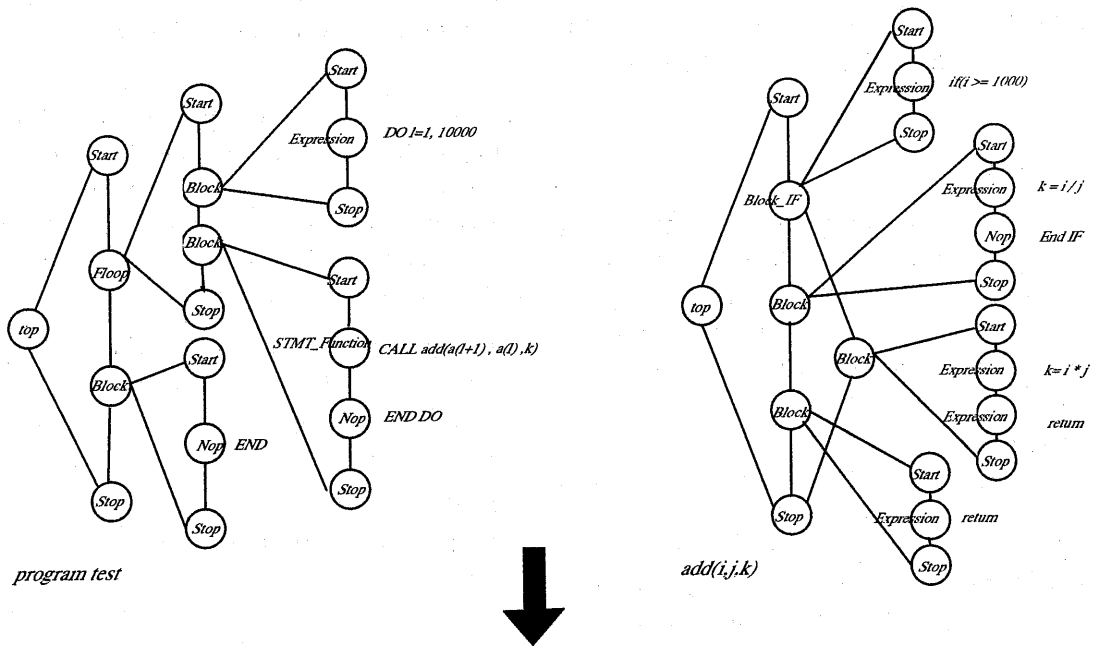 top
Start
Floop
Block
Stop
Start
Block
Block
Stop
Start
Nop END
Stop
Start
Expression DO l=1, 10000
Stop
Start
STMT_Function CALL add(a(l+1) , a(l) ,k)
Nop END DO
Stop
program test
top
Start
Block_IF
Block
Block
Stop
Block
Start
Expression if(i >= 1000)
Stop
Start
Expression k = i / j
Nop End IF
Stop
Start
Expression k= i * j
Expression return
Stop
Start
Expression return
Stop
add(i,j,k)